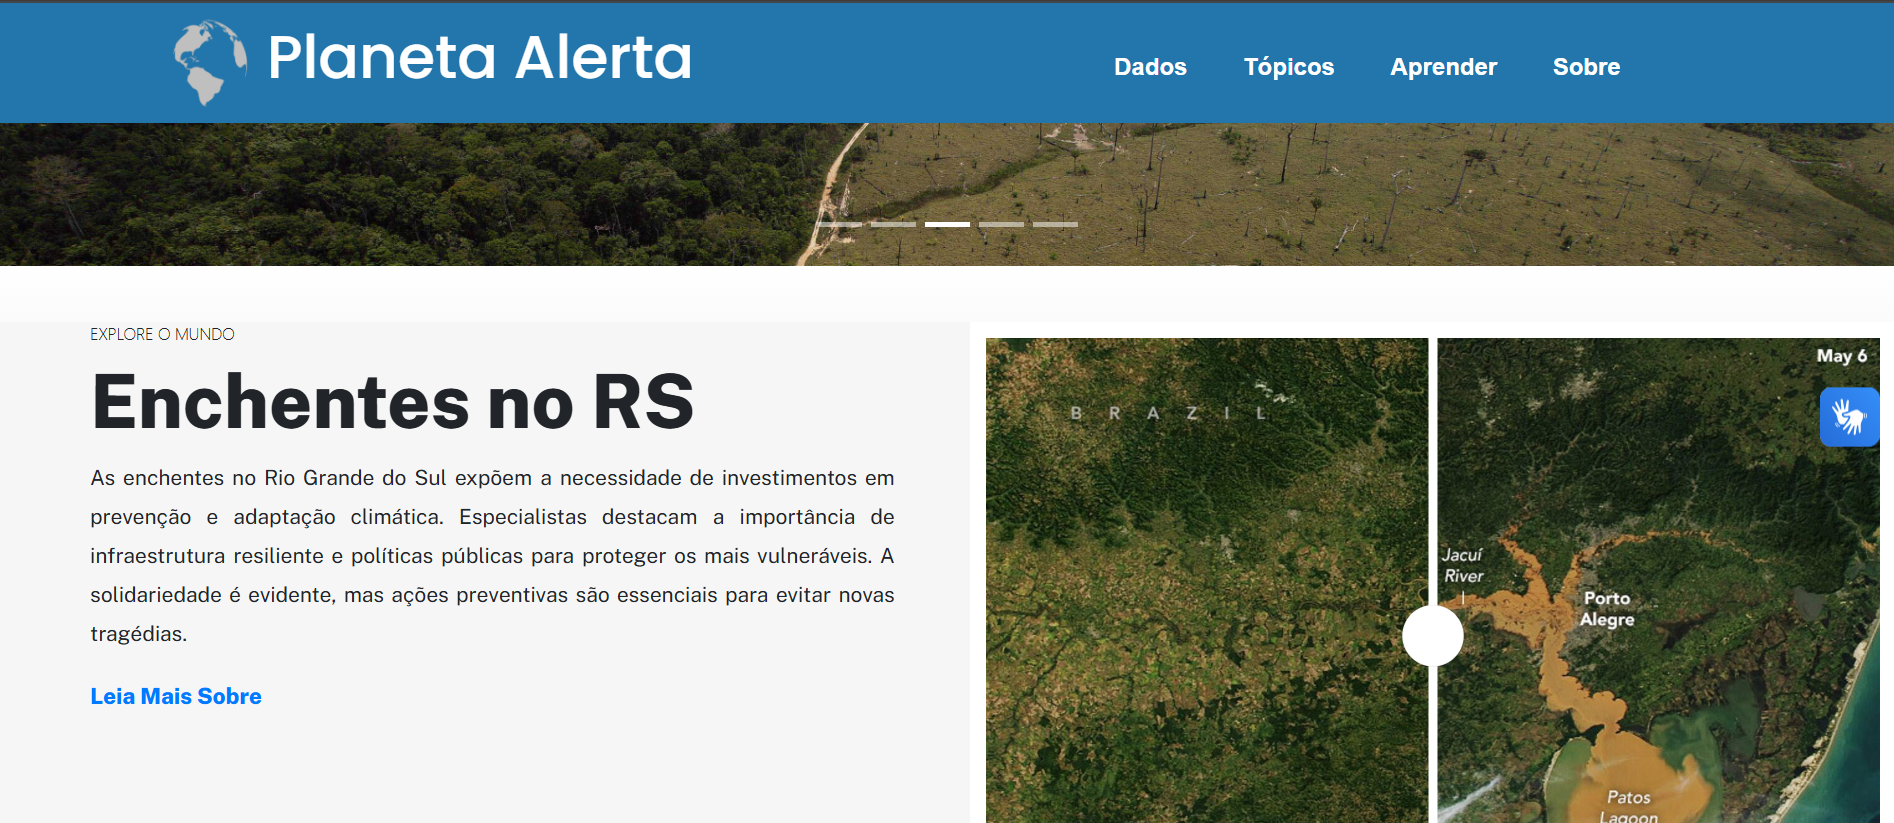 Planeta Alerta
Dados Tópicos Aprender Sobre
EXPLORE O MUNDO
Enchentes no RS
As enchentes no Rio Grande do Sul expõem a necessidade de investimentos em
prevenção e adaptação climática. Especialistas destacam a importância de
infraestrutura resiliente e políticas públicas para proteger os mais vulneráveis. A
solidariedade é evidente, mas ações preventivas são essenciais para evitar novas
tragédias.
Leia Mais Sobre
BRAZIL
May 6
Jacuí
River
Porto
Alegre
Patos
Lagoon